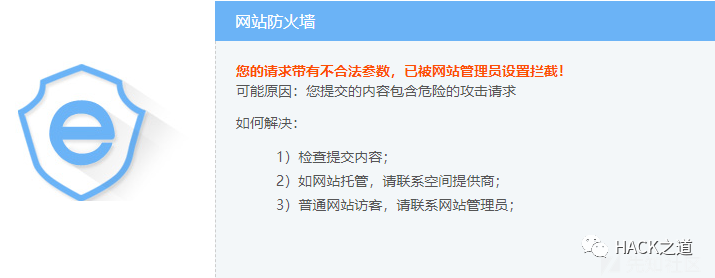 网站防火墙
您的请求带有不合法参数，已被网站管理员设置拦截！
可能原因：您提交的内容包含危险的攻击请求
如何解决：
1）检查提交内容；
2）如网站托管，请联系空间提供商；
3）普通网站访客，请联系网站管理员；
e
HACK之道